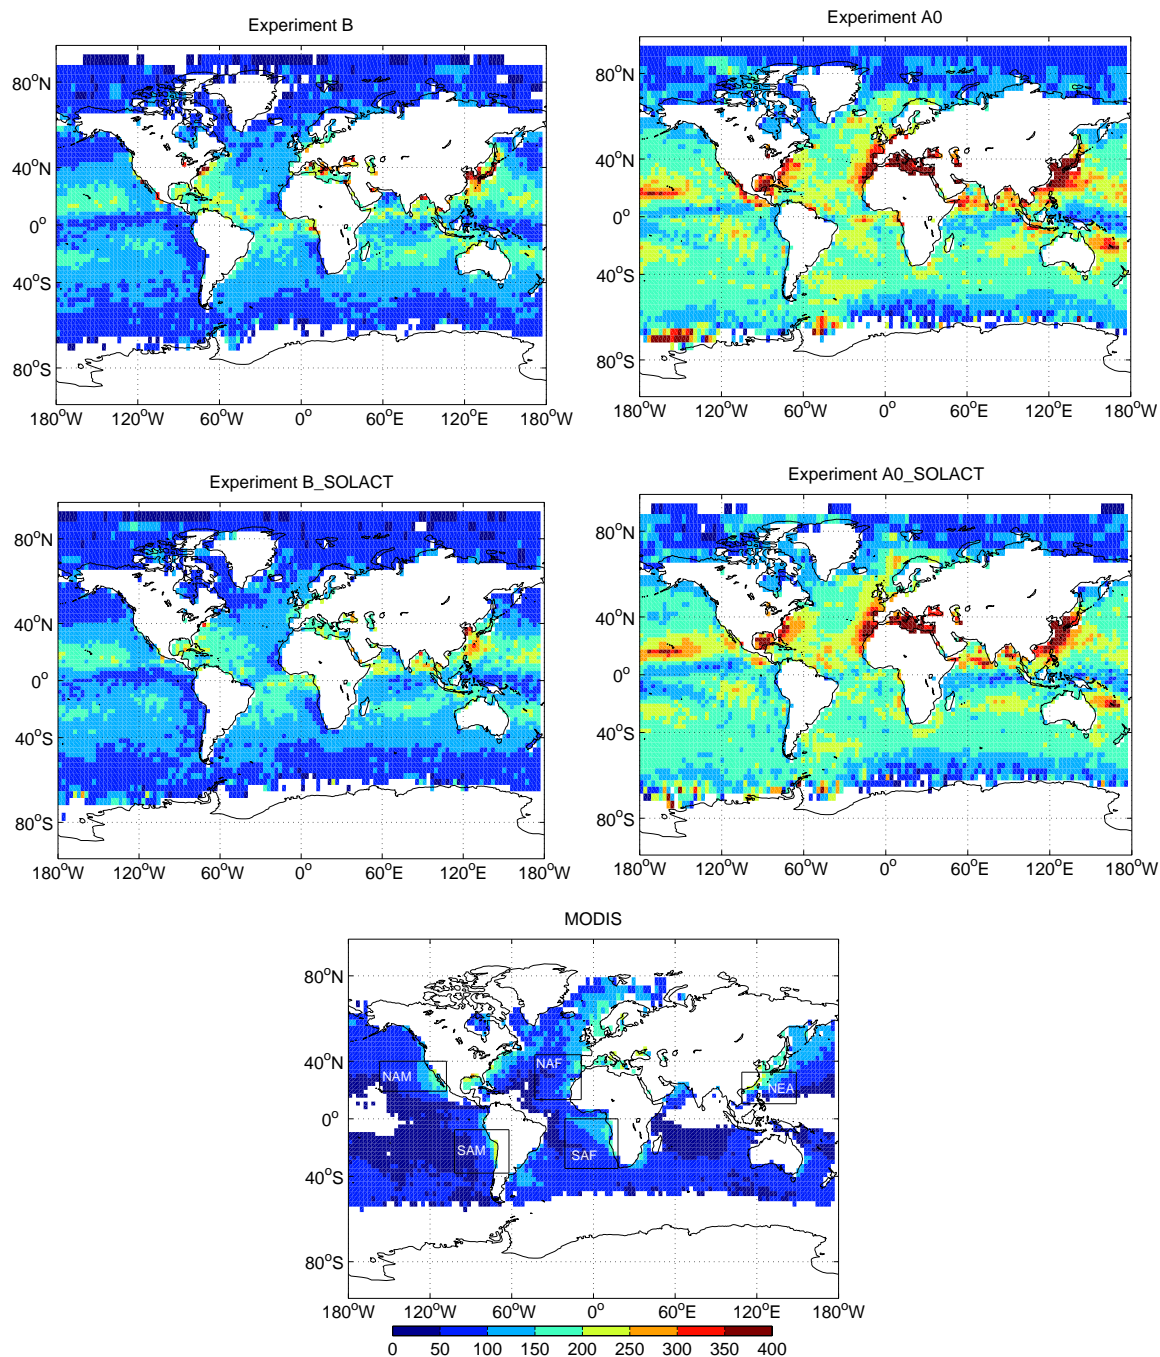 Experiment B
80°N
40°N
0°
40°S
80°S
180°W 120°W 60°W 0° 60°E 120°E 180°W
Experiment A0
80°N
40°N
0°
40°S
80°S
180°W 120°W 60°W 0° 60°E 120°E 180°W
Experiment B_SOLACT
80°N
40°N
0°
40°S
80°S
180°W 120°W 60°W 0° 60°E 120°E 180°W
Experiment A0_SOLACT
80°N
40°N
0°
40°S
80°S
180°W 120°W 60°W 0° 60°E 120°E 180°W
MODIS
80°N
40°N
0°
40°S
80°S
NAM
NAF
NEA
SAM
SAF
180°W 120°W 60°W 0° 60°E 120°E 180°W
0 50 100 150 200 250 300 350 400